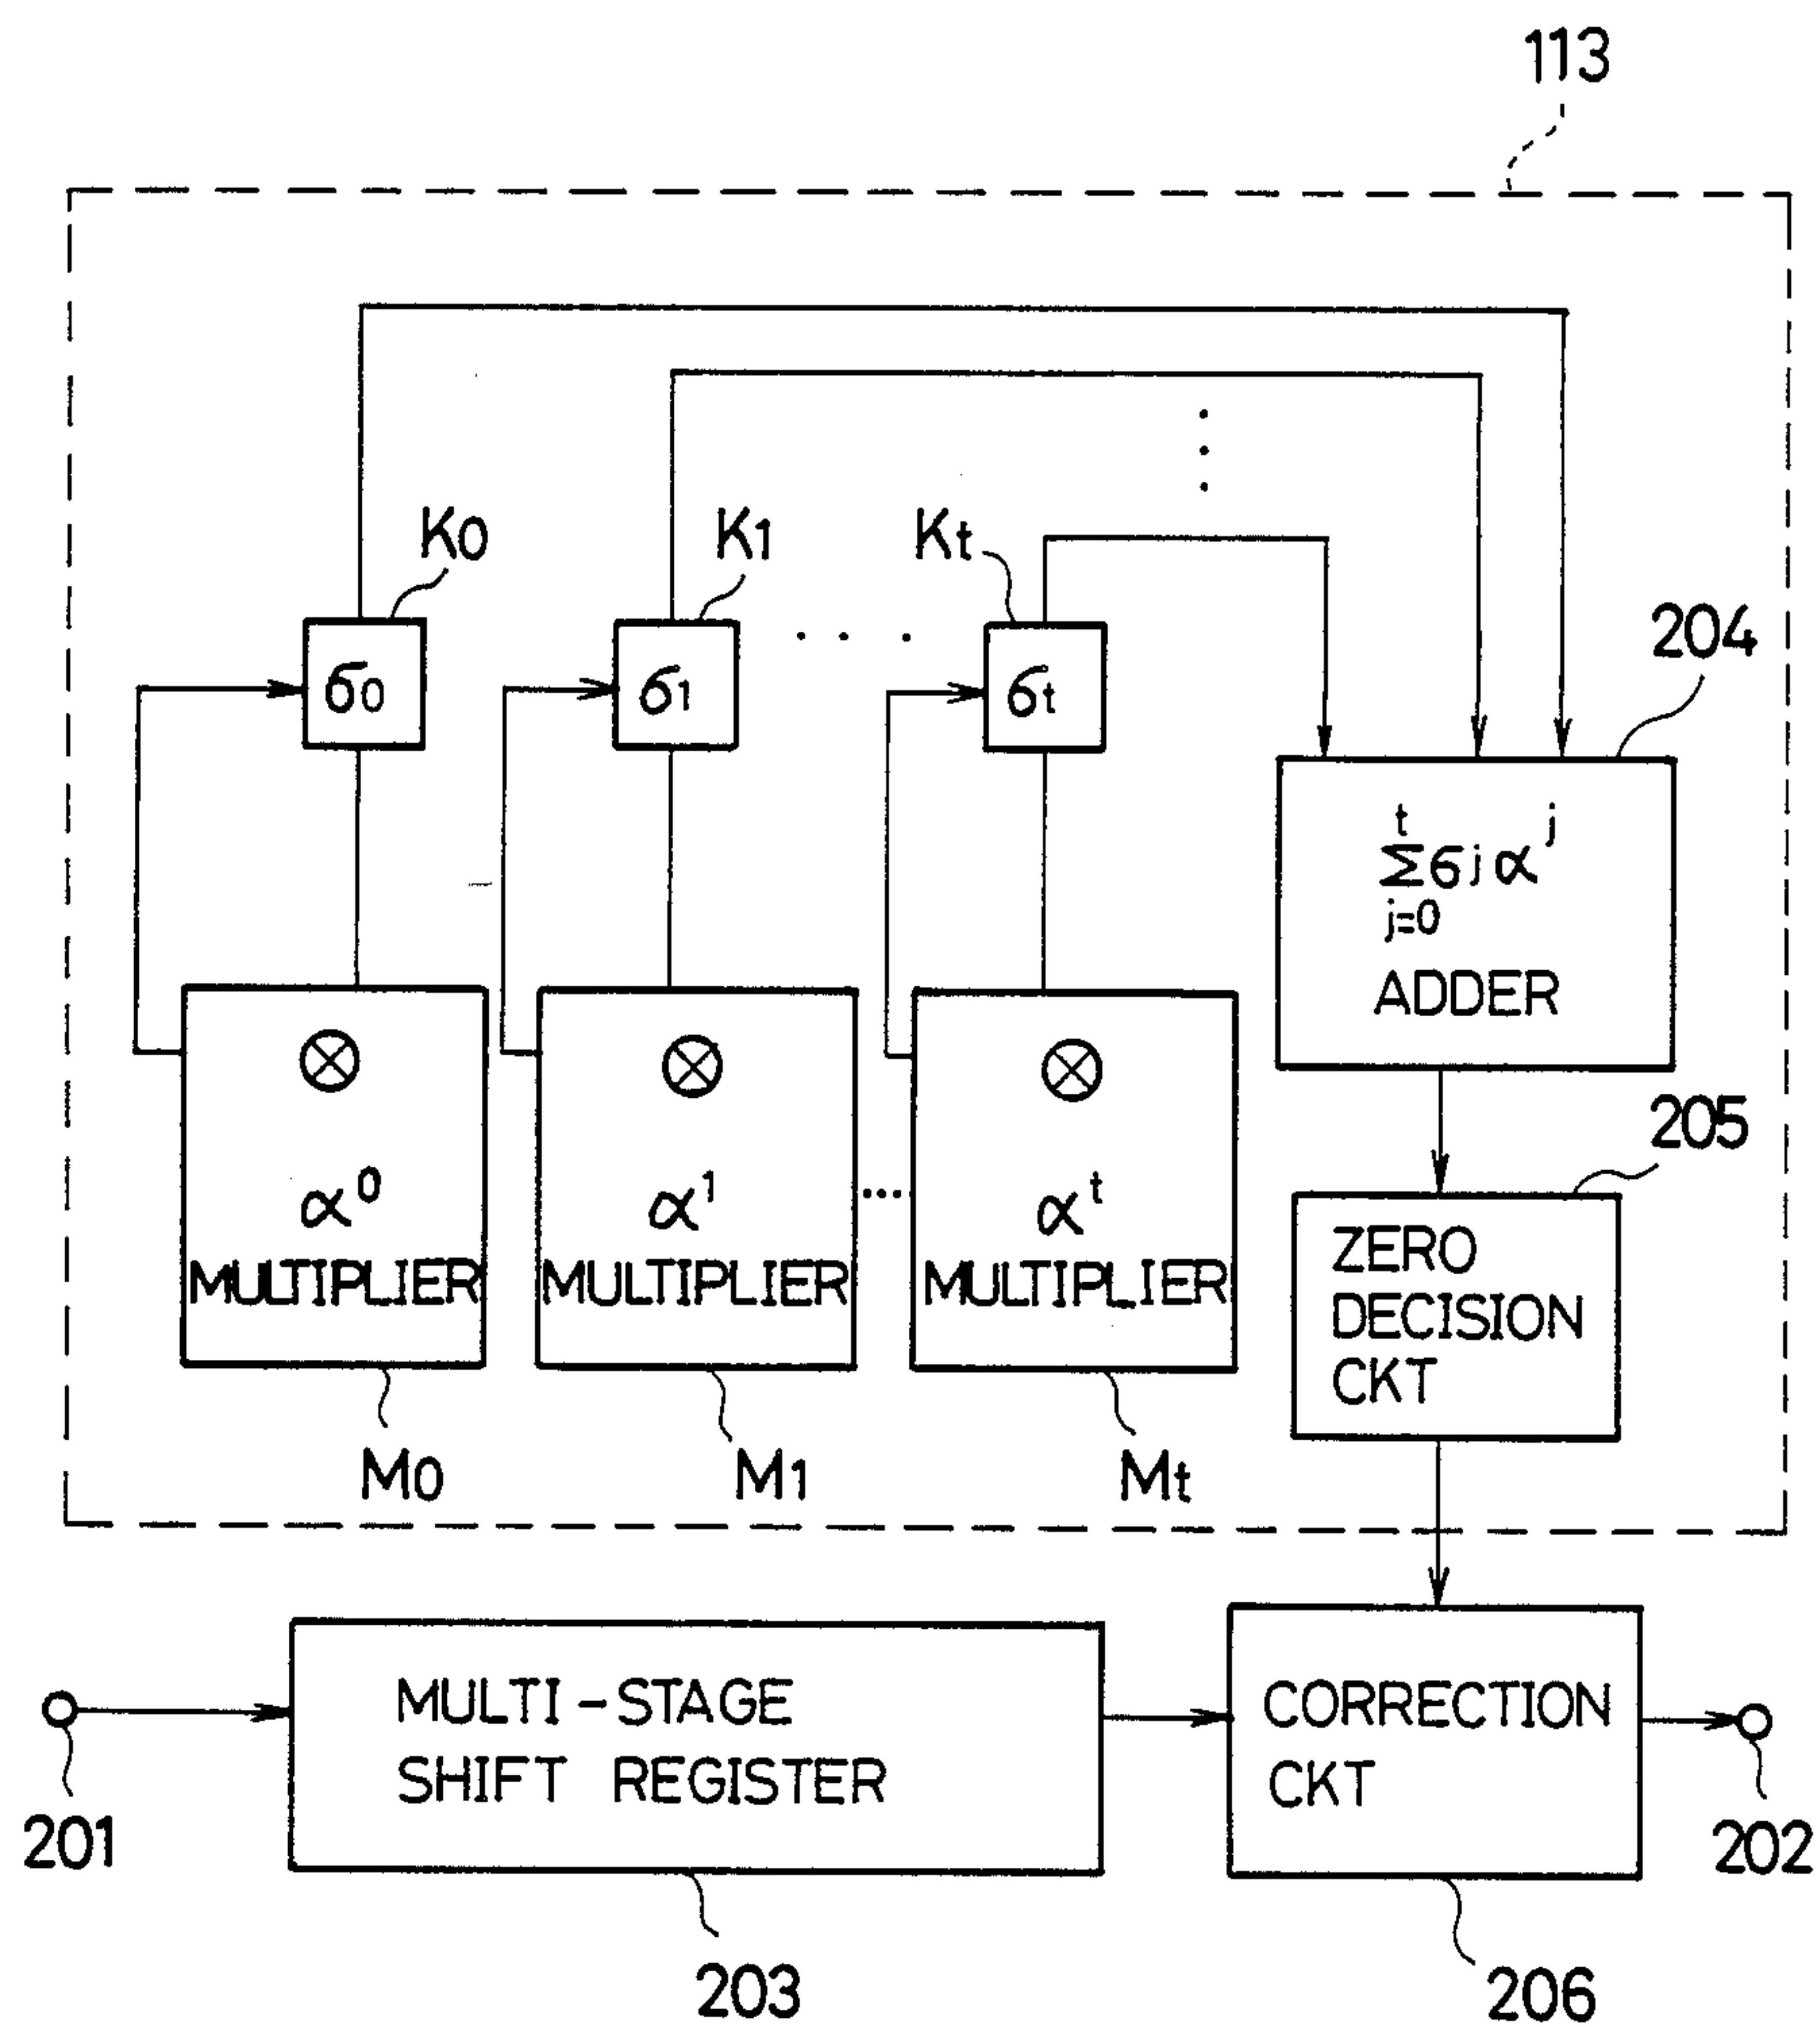 113
K0
K1
Kt
204
σ0
σ1
σt
t
Σ σj α^j
j=0
ADDER
205
⊗
⊗
⊗
α^0
α^1
α^t
MULTIPLIER
MULTIPLIER
MULTIPLIER
ZERO
DECISION
CKT
M0
M1
Mt
MULTI-STAGE
SHIFT REGISTER
CORRECTION
CKT
201
202
203
206